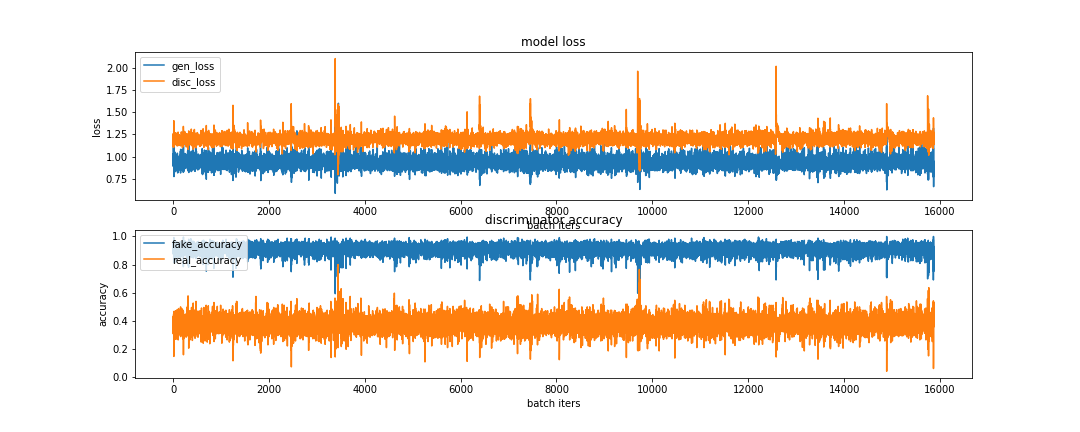 model loss
gen_loss
disc_loss
loss
2.00
1.75
1.50
1.25
1.00
0.75
0 2000 4000 6000 8000 10000 12000 14000 16000
batch iters
discriminator accuracy
fake_accuracy
real_accuracy
accuracy
1.0
0.8
0.6
0.4
0.2
0.0
0 2000 4000 6000 8000 10000 12000 14000 16000
batch iters